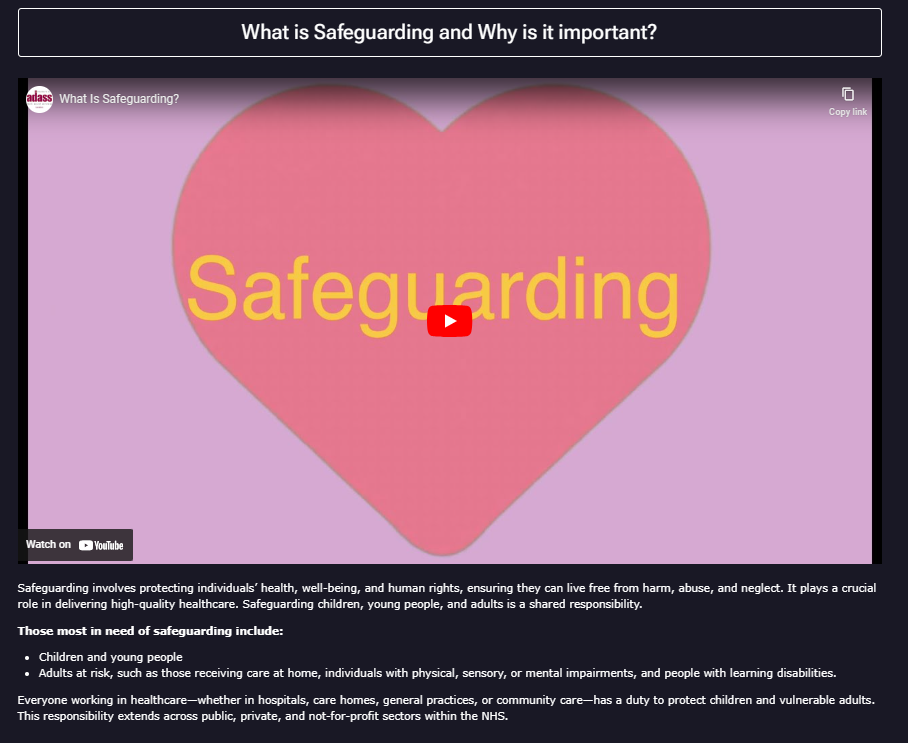 What is Safeguarding and Why is it important?
adass
What Is Safeguarding?
Copy link
Safeguarding
Watch on YouTube
Safeguarding involves protecting individuals’ health, well-being, and human rights, ensuring they can live free from harm, abuse, and neglect. It plays a crucial
role in delivering high-quality healthcare. Safeguarding children, young people, and adults is a shared responsibility.
Those most in need of safeguarding include:
• Children and young people
• Adults at risk, such as those receiving care at home, individuals with physical, sensory, or mental impairments, and people with learning disabilities.
Everyone working in healthcare—whether in hospitals, care homes, general practices, or community care—has a duty to protect children and vulnerable adults.
This responsibility extends across public, private, and not-for-profit sectors within the NHS.